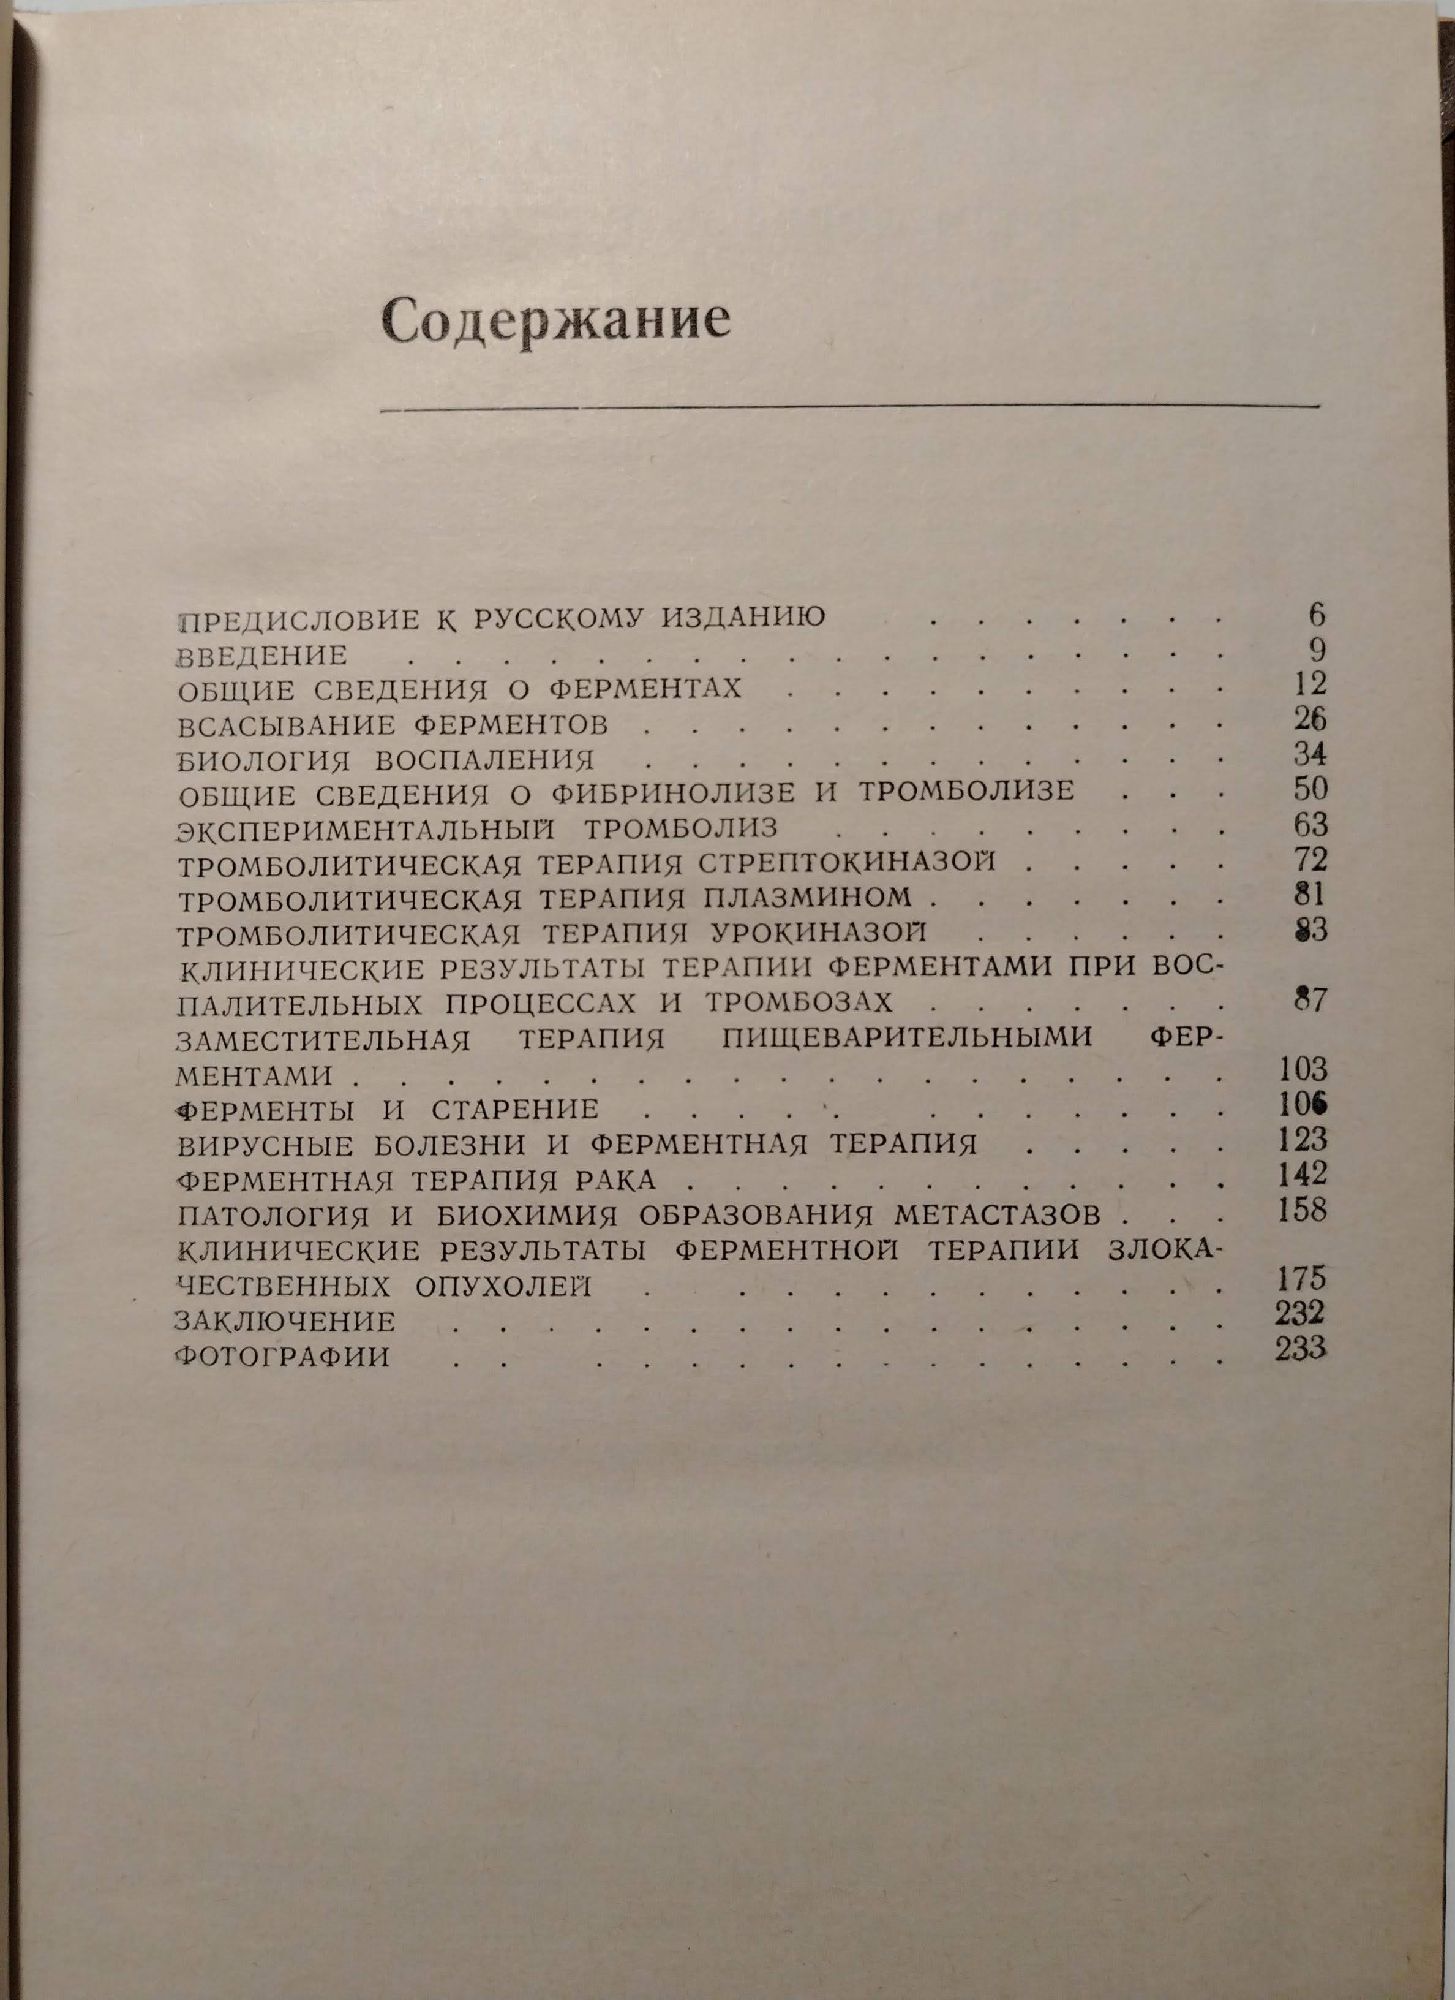 Содержание
ПРЕДИСЛОВИЕ К РУССКОМУ ИЗДАНИЮ . . . . . . . 6
ВВЕДЕНИЕ . . . . . . . . . . . . . . . . . . 9
ОБЩИЕ СВЕДЕНИЯ О ФЕРМЕНТАХ . . . . . . . . . . 12
ВСАСЫВАНИЕ ФЕРМЕНТОВ . . . . . . . . . . . . . 26
БИОЛОГИЯ ВОСПАЛЕНИЯ . . . . . . . . . . . . . 34
ОБЩИЕ СВЕДЕНИЯ О ФИБРИНОЛИЗЕ И ТРОМБОЛИЗЕ . . . 50
ЭКСПЕРИМЕНТАЛЬНЫЙ ТРОМБОЛИЗ . . . . . . . . . 63
ТРОМБОЛИТИЧЕСКАЯ ТЕРАПИЯ СТРЕПТОКИНАЗОЙ . . . . . 72
ТРОМБОЛИТИЧЕСКАЯ ТЕРАПИЯ ПЛАЗМИНОМ . . . . . . . 81
ТРОМБОЛИТИЧЕСКАЯ ТЕРАПИЯ УРОКИНАЗОЙ . . . . . . 83
КЛИНИЧЕСКИЕ РЕЗУЛЬТАТЫ ТЕРАПИИ ФЕРМЕНТАМИ ПРИ ВОС-
ПАЛИТЕЛЬНЫХ ПРОЦЕССАХ И ТРОМБОЗАХ . . . . . . . 87
ЗАМЕСТИТЕЛЬНАЯ ТЕРАПИЯ ПИЩЕВАРИТЕЛЬНЫМИ ФЕР-
МЕНТАМИ . . . . . . . . . . . . . . . . . . . 103
ФЕРМЕНТЫ И СТАРЕНИЕ . . . . . . . . . . . . 106
ВИРУСНЫЕ БОЛЕЗНИ И ФЕРМЕНТНАЯ ТЕРАПИЯ . . . . . 123
ФЕРМЕНТНАЯ ТЕРАПИЯ РАКА . . . . . . . . . . . . 142
ПАТОЛОГИЯ И БИОХИМИЯ ОБРАЗОВАНИЯ МЕТАСТАЗОВ . . . 158
КЛИНИЧЕСКИЕ РЕЗУЛЬТАТЫ ФЕРМЕНТНОЙ ТЕРАПИИ ЗЛОКА-
ЧЕСТВЕННЫХ ОПУХОЛЕЙ . . . . . . . . . . . . 175
ЗАКЛЮЧЕНИЕ . . . . . . . . . . . . . . . . . 232
ФОТОГРАФИИ . . . . . . . . . . . . . . . . 233